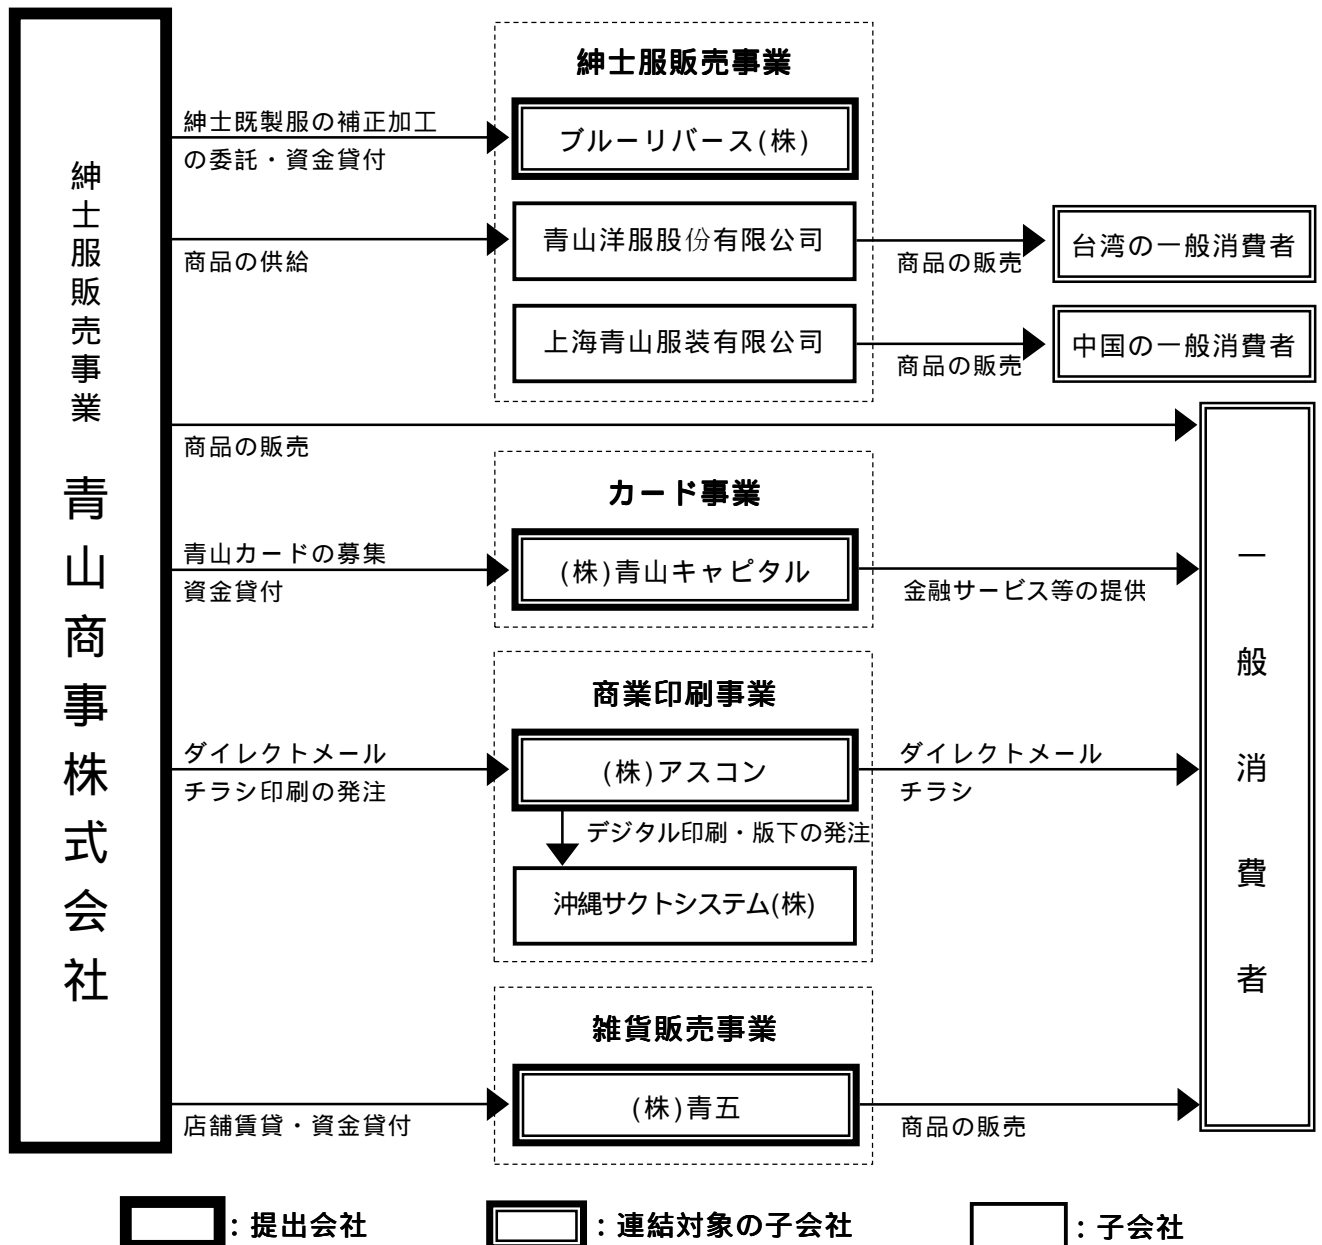 紳士服販売事業
青山商事株式会社
紳士服販売事業
紳士既製服の補正加工
の委託・資金貸付
ブルーリバース(株)
商品の供給
青山洋服股份有限公司
商品の販売
台湾の一般消費者
上海青山服装有限公司
商品の販売
中国の一般消費者
商品の販売
一般消費者
カード事業
青山カードの募集
資金貸付
(株)青山キャピタル
金融サービス等の提供
商業印刷事業
ダイレクトメール
チラシ印刷の発注
(株)アスコン
ダイレクトメール
チラシ
デジタル印刷・版下の発注
沖縄サクトシステム(株)
雑貨販売事業
店舗賃貸・資金貸付
(株)青五
商品の販売
：提出会社
：連結対象の子会社
：子会社